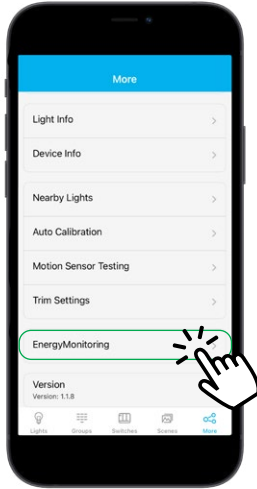 More
Light Info
Device Info
Nearby Lights
Auto Calibration
Motion Sensor Testing
Trim Settings
EnergyMonitoring
Version
Version: 1.1.8
Lights Groups Switches Scenes More